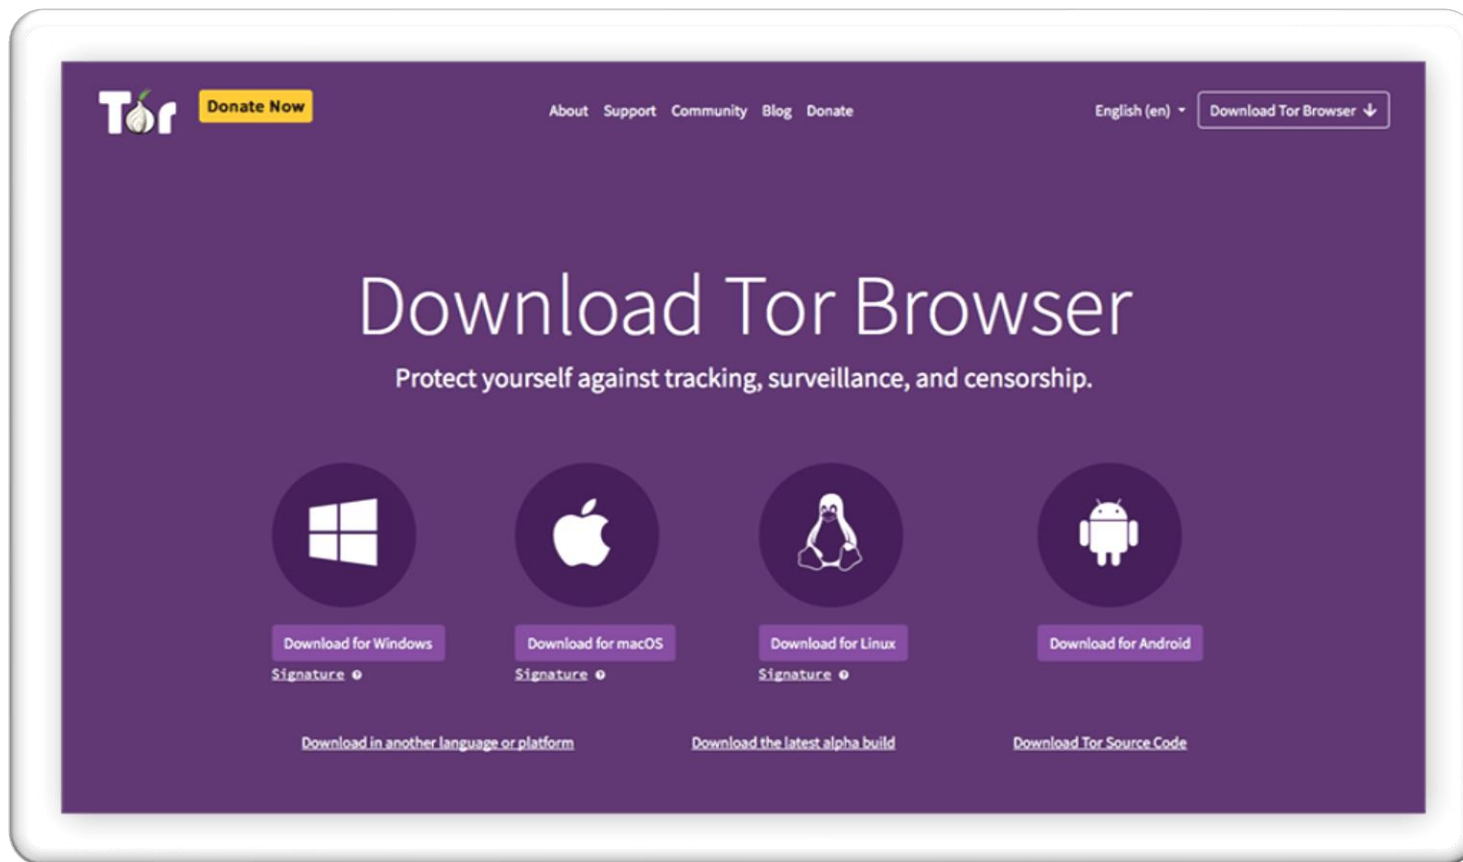 Tor
Donate Now
About Support Community Blog Donate
English (en)
Download Tor Browser ↓
Download Tor Browser
Protect yourself against tracking, surveillance, and censorship.
Download for Windows
Signature
Download for macOS
Signature
Download for Linux
Signature
Download for Android
Download in another language or platform
Download the latest alpha build
Download Tor Source Code